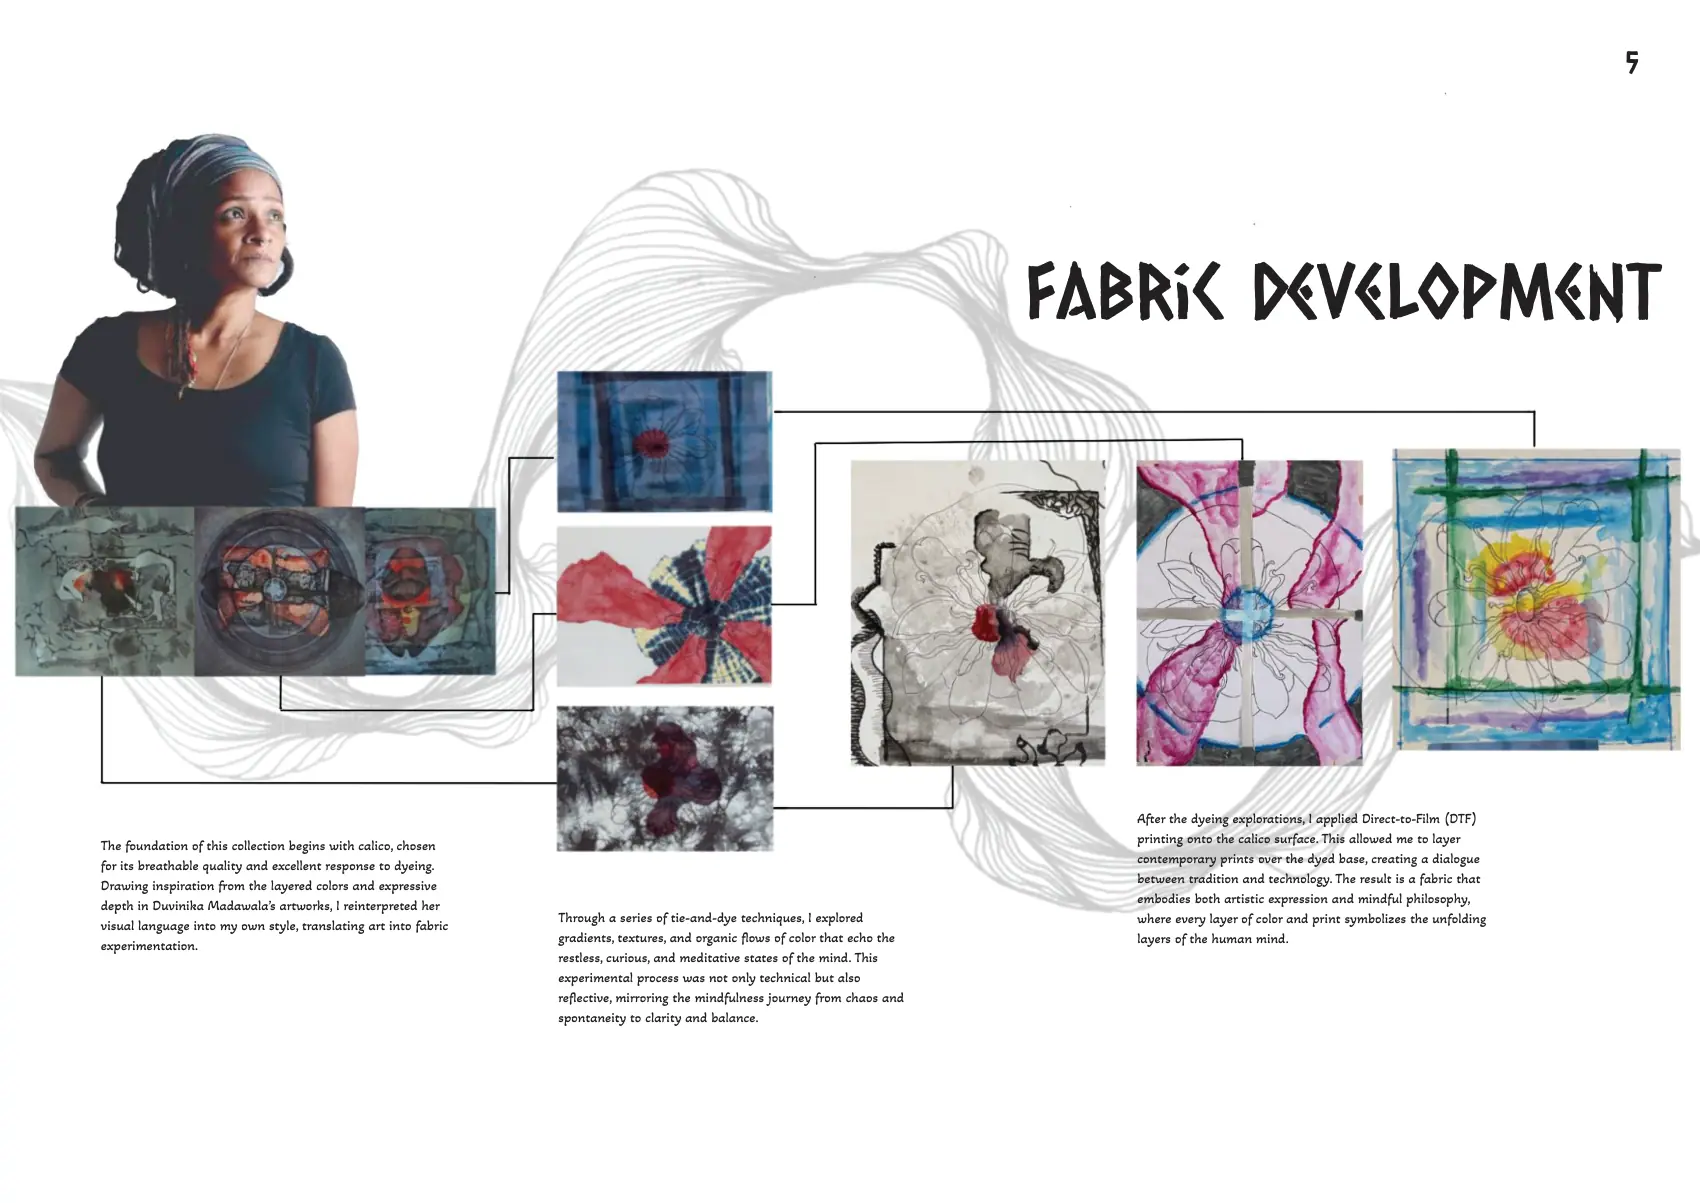 5
FABRiC DEVELOPMENT
The foundation of this collection begins with calico, chosen
for its breathable quality and excellent response to dyeing.
Drawing inspiration from the layered colors and expressive
depth in Duvinika Madawala's artworks, I reinterpreted her
visual language into my own style, translating art into fabric
experimentation.
Through a series of tie-and-dye techniques, I explored
gradients, textures, and organic flows of color that echo the
restless, curious, and meditative states of the mind. This
experimental process was not only technical but also
reflective, mirroring the mindfulness journey from chaos and
spontaneity to clarity and balance.
After the dyeing explorations, I applied Direct-to-Film (DTF)
printing onto the calico surface. This allowed me to layer
contemporary prints over the dyed base, creating a dialogue
between tradition and technology. The result is a fabric that
embodies both artistic expression and mindful philosophy,
where every layer of color and print symbolizes the unfolding
layers of the human mind.